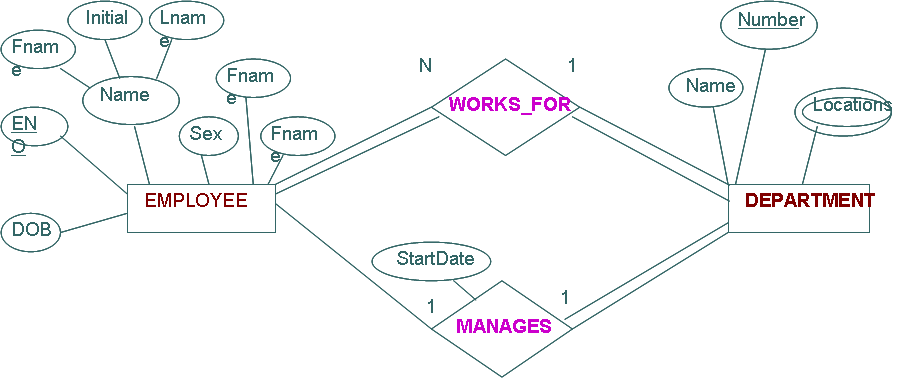 Initial
Lnam
e
Fnam
e
Name
EN
O
DOB
Sex
Fnam
e
Fnam
e
EMPLOYEE
N
1
WORKS_FOR
Number
Name
Locations
DEPARTMENT
StartDate
1
1
MANAGES